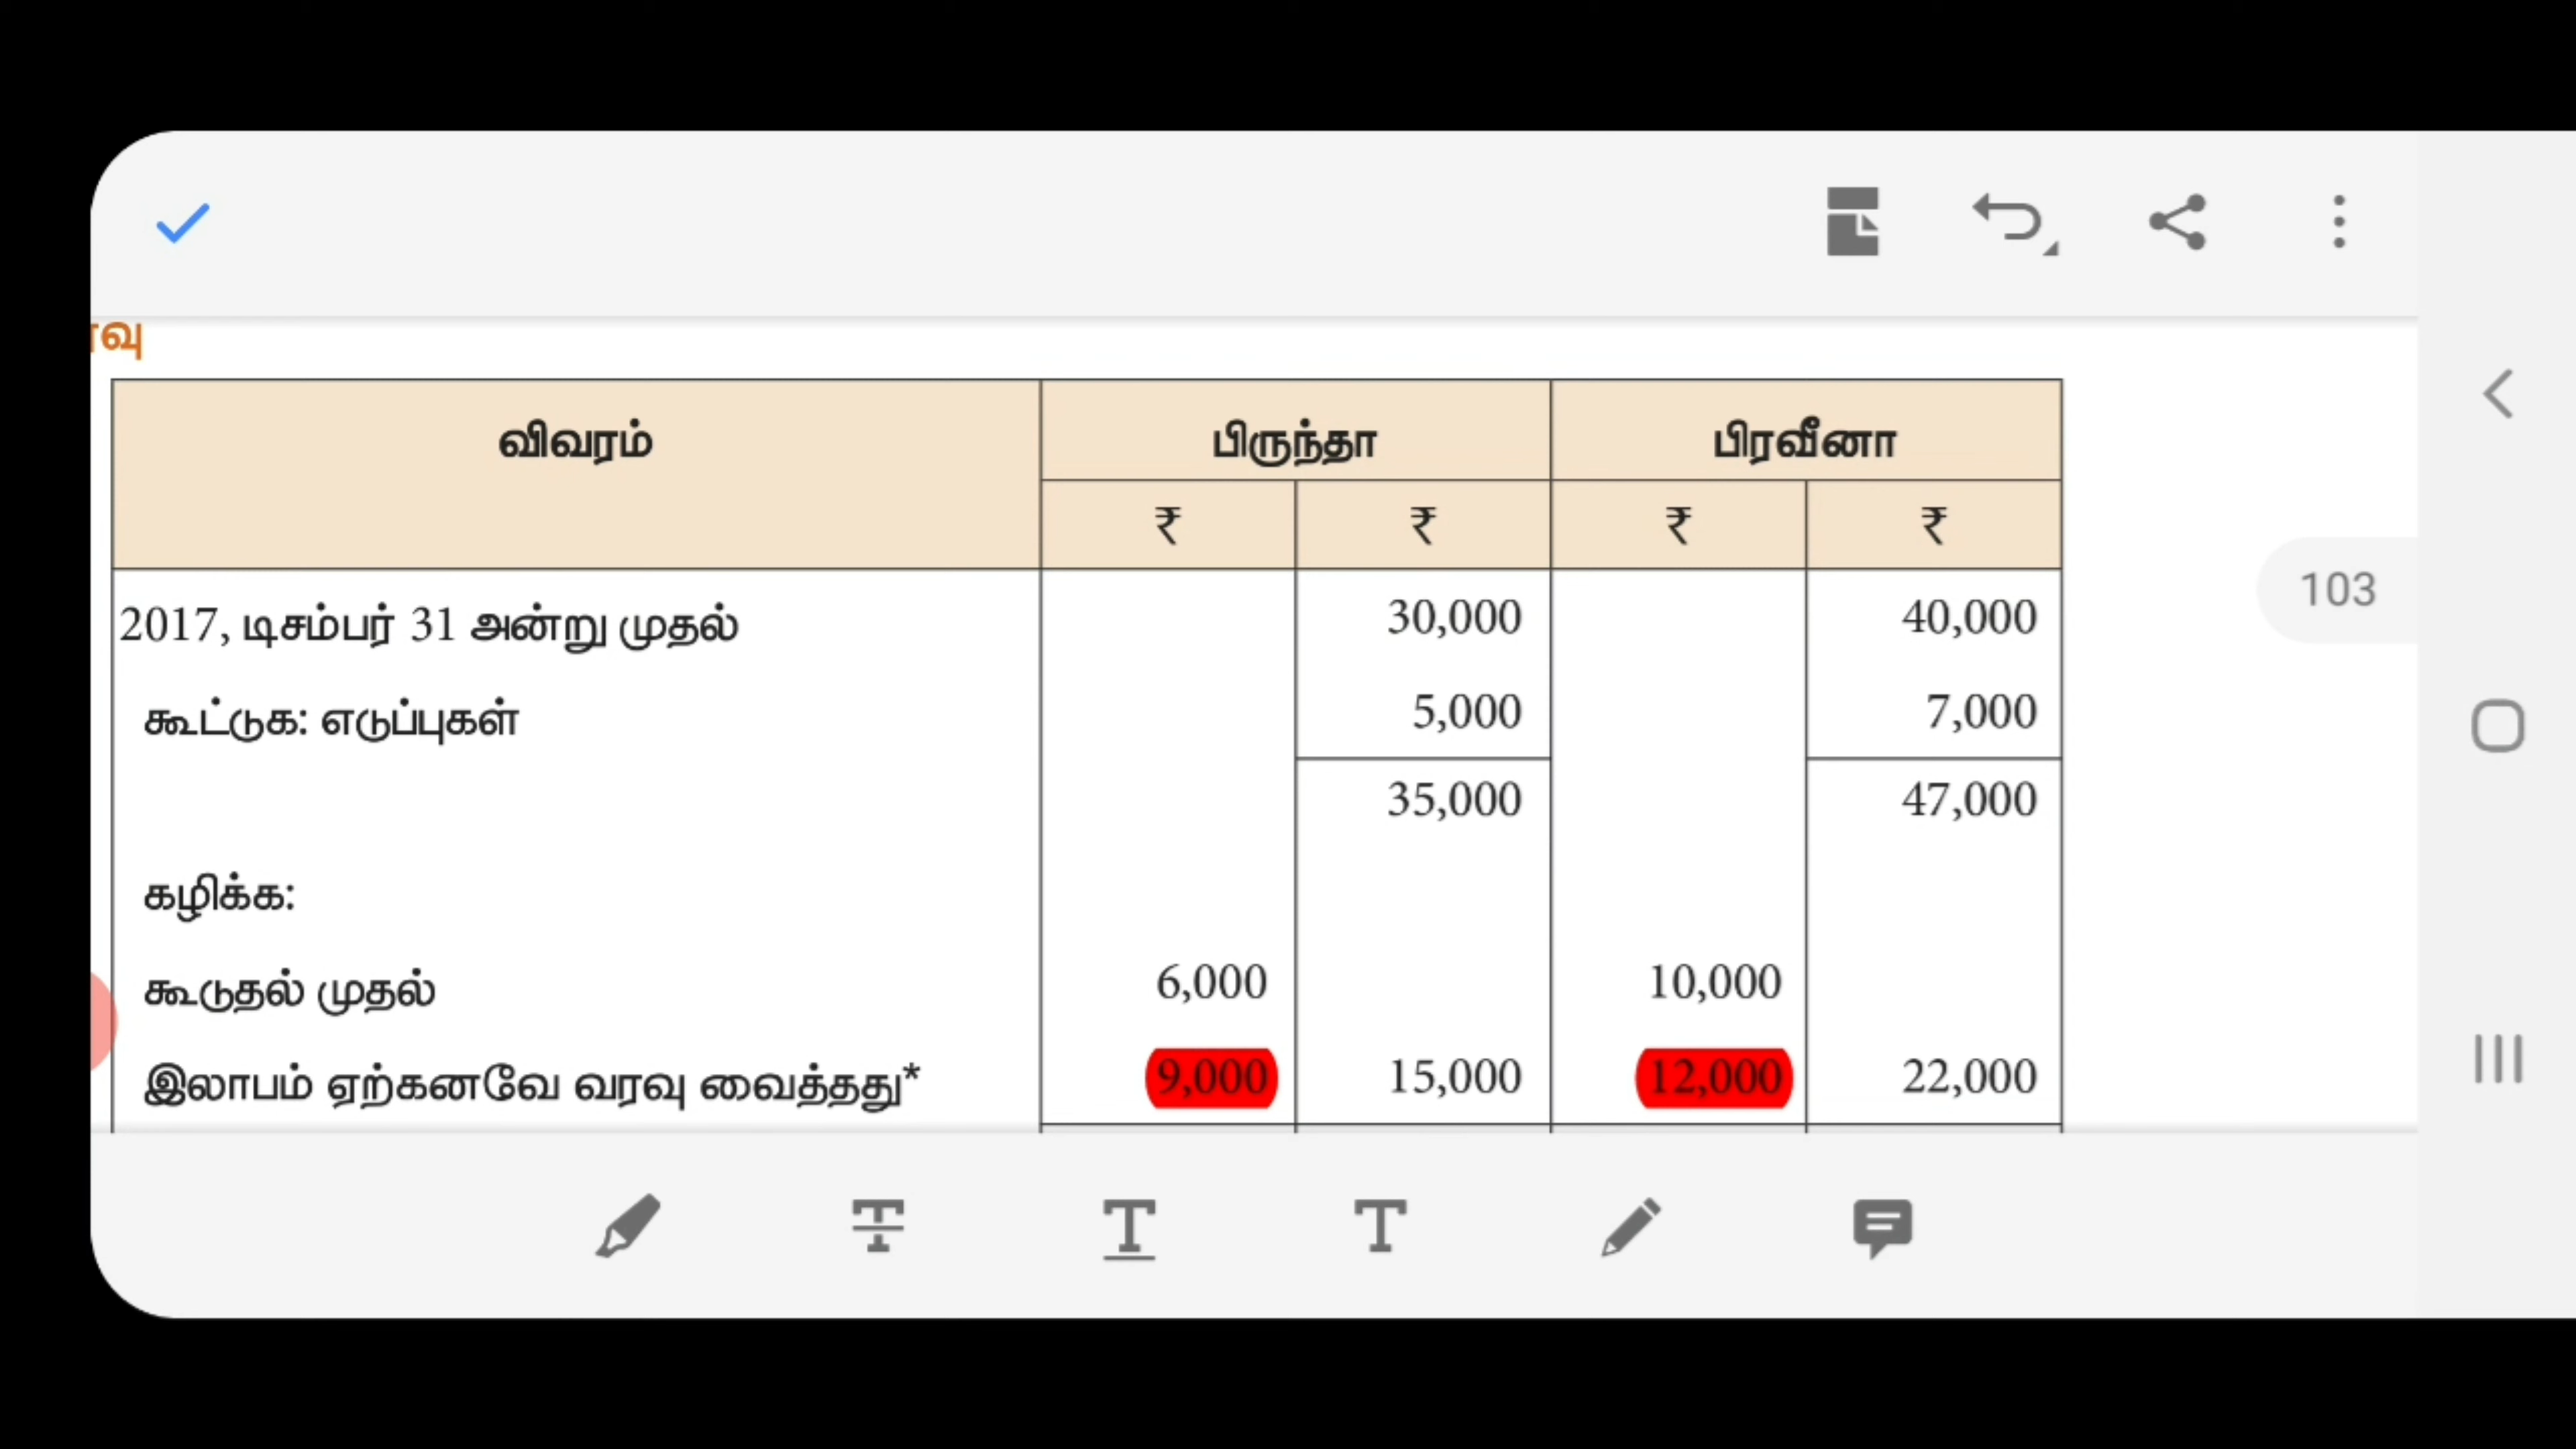 விவரம் பிருந்தா பிரவீனா
₹ ₹ ₹ ₹
2017, டிசம்பர் 31 அன்று முதல் 30,000 40,000
கூட்டுக: எடுப்புகள் 5,000 7,000
35,000 47,000
கழிக்க:
கூடுதல் முதல் 6,000 10,000
இலாபம் ஏற்கனவே வரவு வைத்தது* 9,000 15,000 12,000 22,000
103